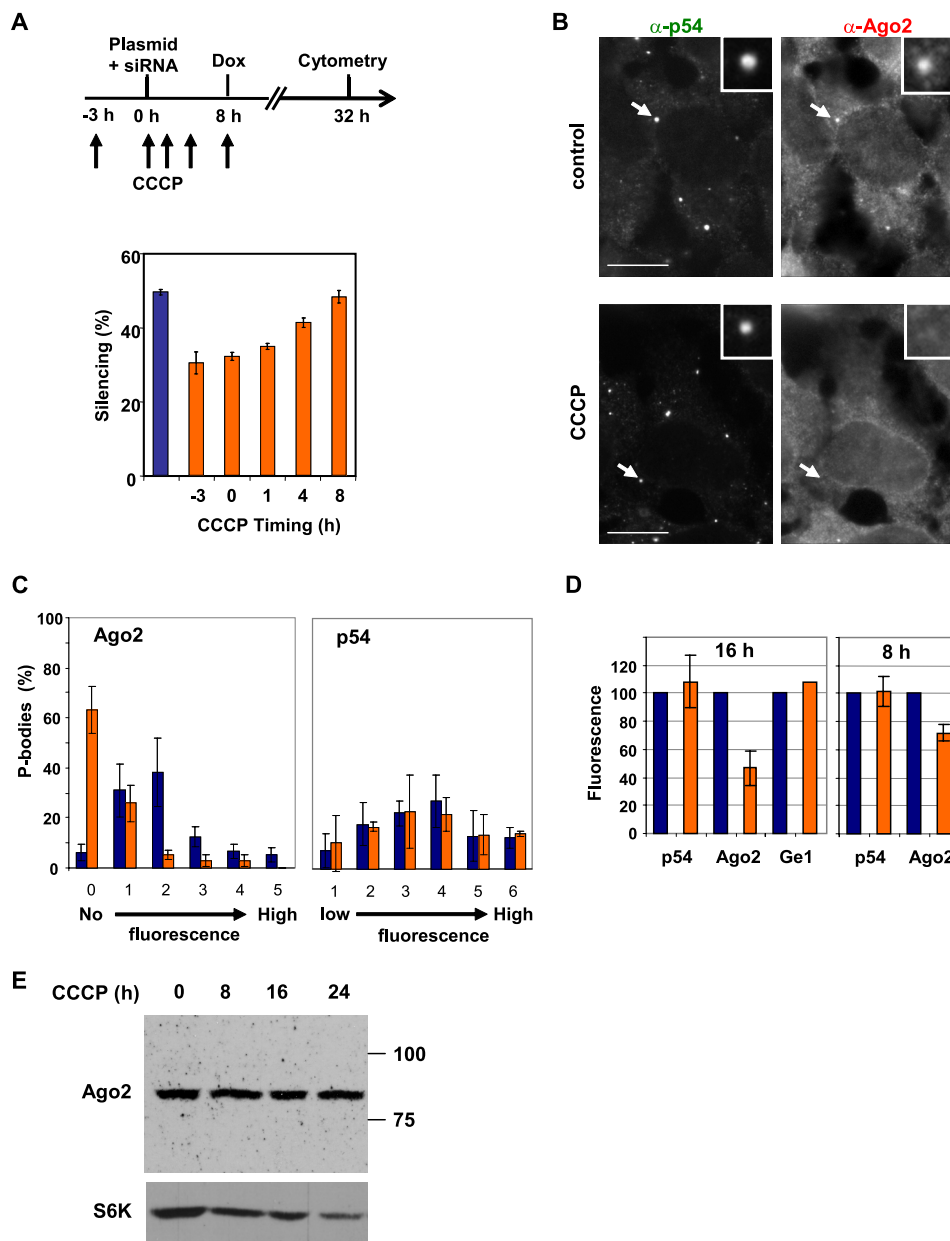 A
Plasmid
+ siRNA
Dox
Cytometry
-3 h
0 h
8 h
32 h
CCCP
60
40
20
0
Silencing (%)
-3
0
1
4
8
CCCP Timing (h)
B
α-p54
α-Ago2
control
CCCP
C
100
80
60
40
20
0
P-bodies (%)
Ago2
0
1
2
3
4
5
No
High
fluorescence
p54
1
2
3
4
5
6
low
High
fluorescence
D
120
100
80
60
40
20
0
Fluorescence
16 h
p54
Ago2
Ge1
8 h
p54
Ago2
E
CCCP (h)
0
8
16
24
Ago2
100
75
S6K